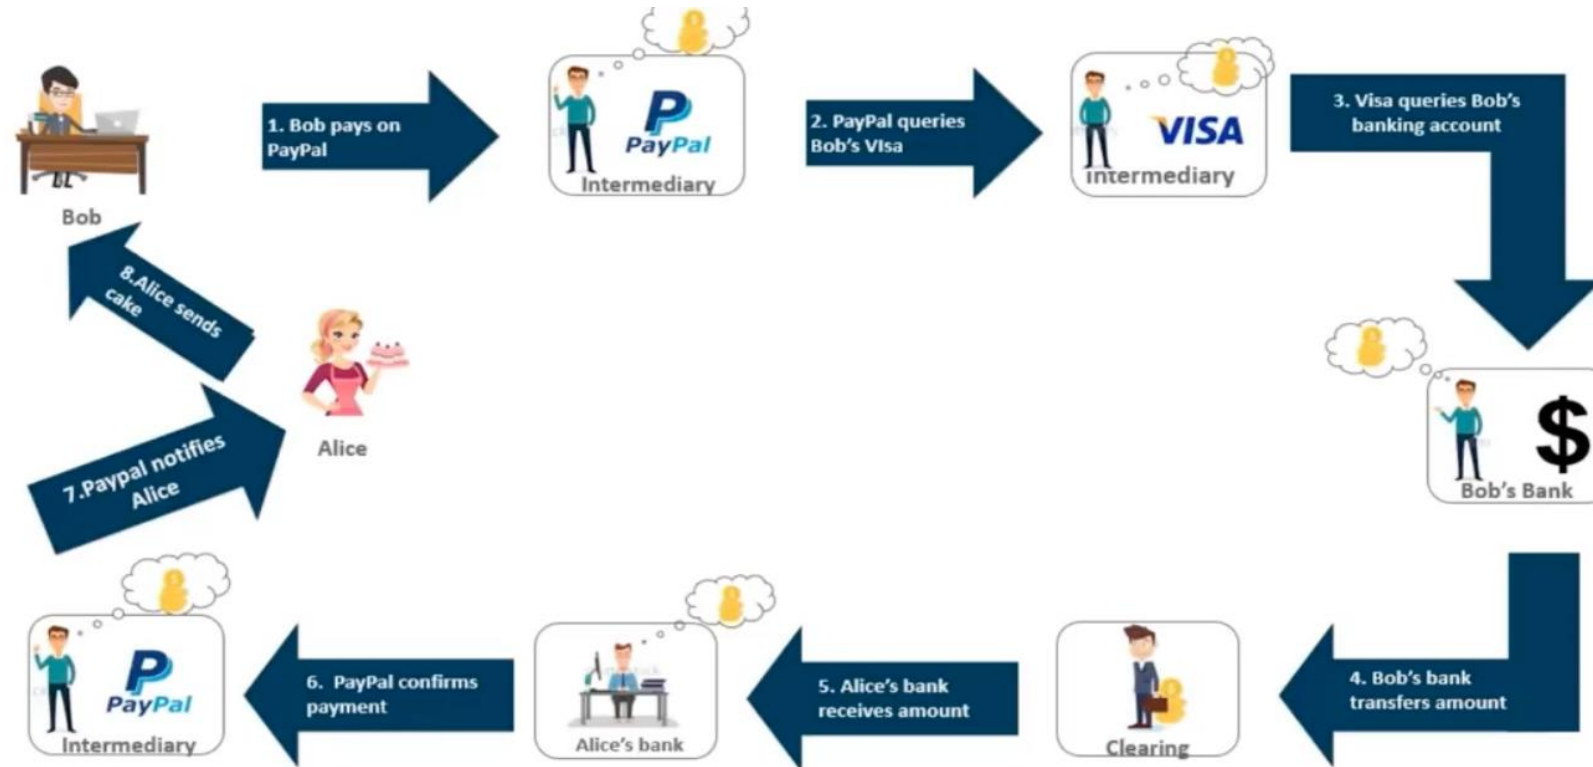 1. Bob pays on
PayPal
PayPal
Intermediary
2. PayPal queries
Bob's VIsa
VISA
intermediary
3. Visa queries Bob's
banking account
Bob
8.Alice sends
cake
Alice
7.Paypal notifies
Alice
$
Bob's Bank
4. Bob's bank
transfers amount
Clearing
5. Alice's bank
receives amount
Alice's bank
6. PayPal confirms
payment
PayPal
Intermediary